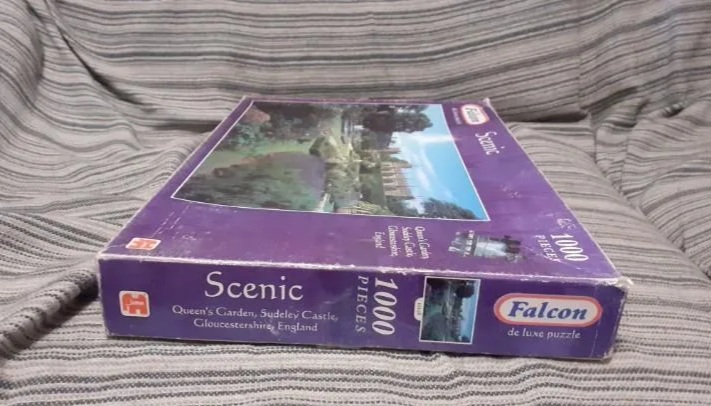 Falcon
Scenic
Queen's Garden,
Sudeley Castle,
Gloucestershire,
England
1000
PIECES
Scenic
Queen's Garden, Sudeley Castle,
Gloucestershire, England
1000
PIECES
Falcon
de luxe puzzle